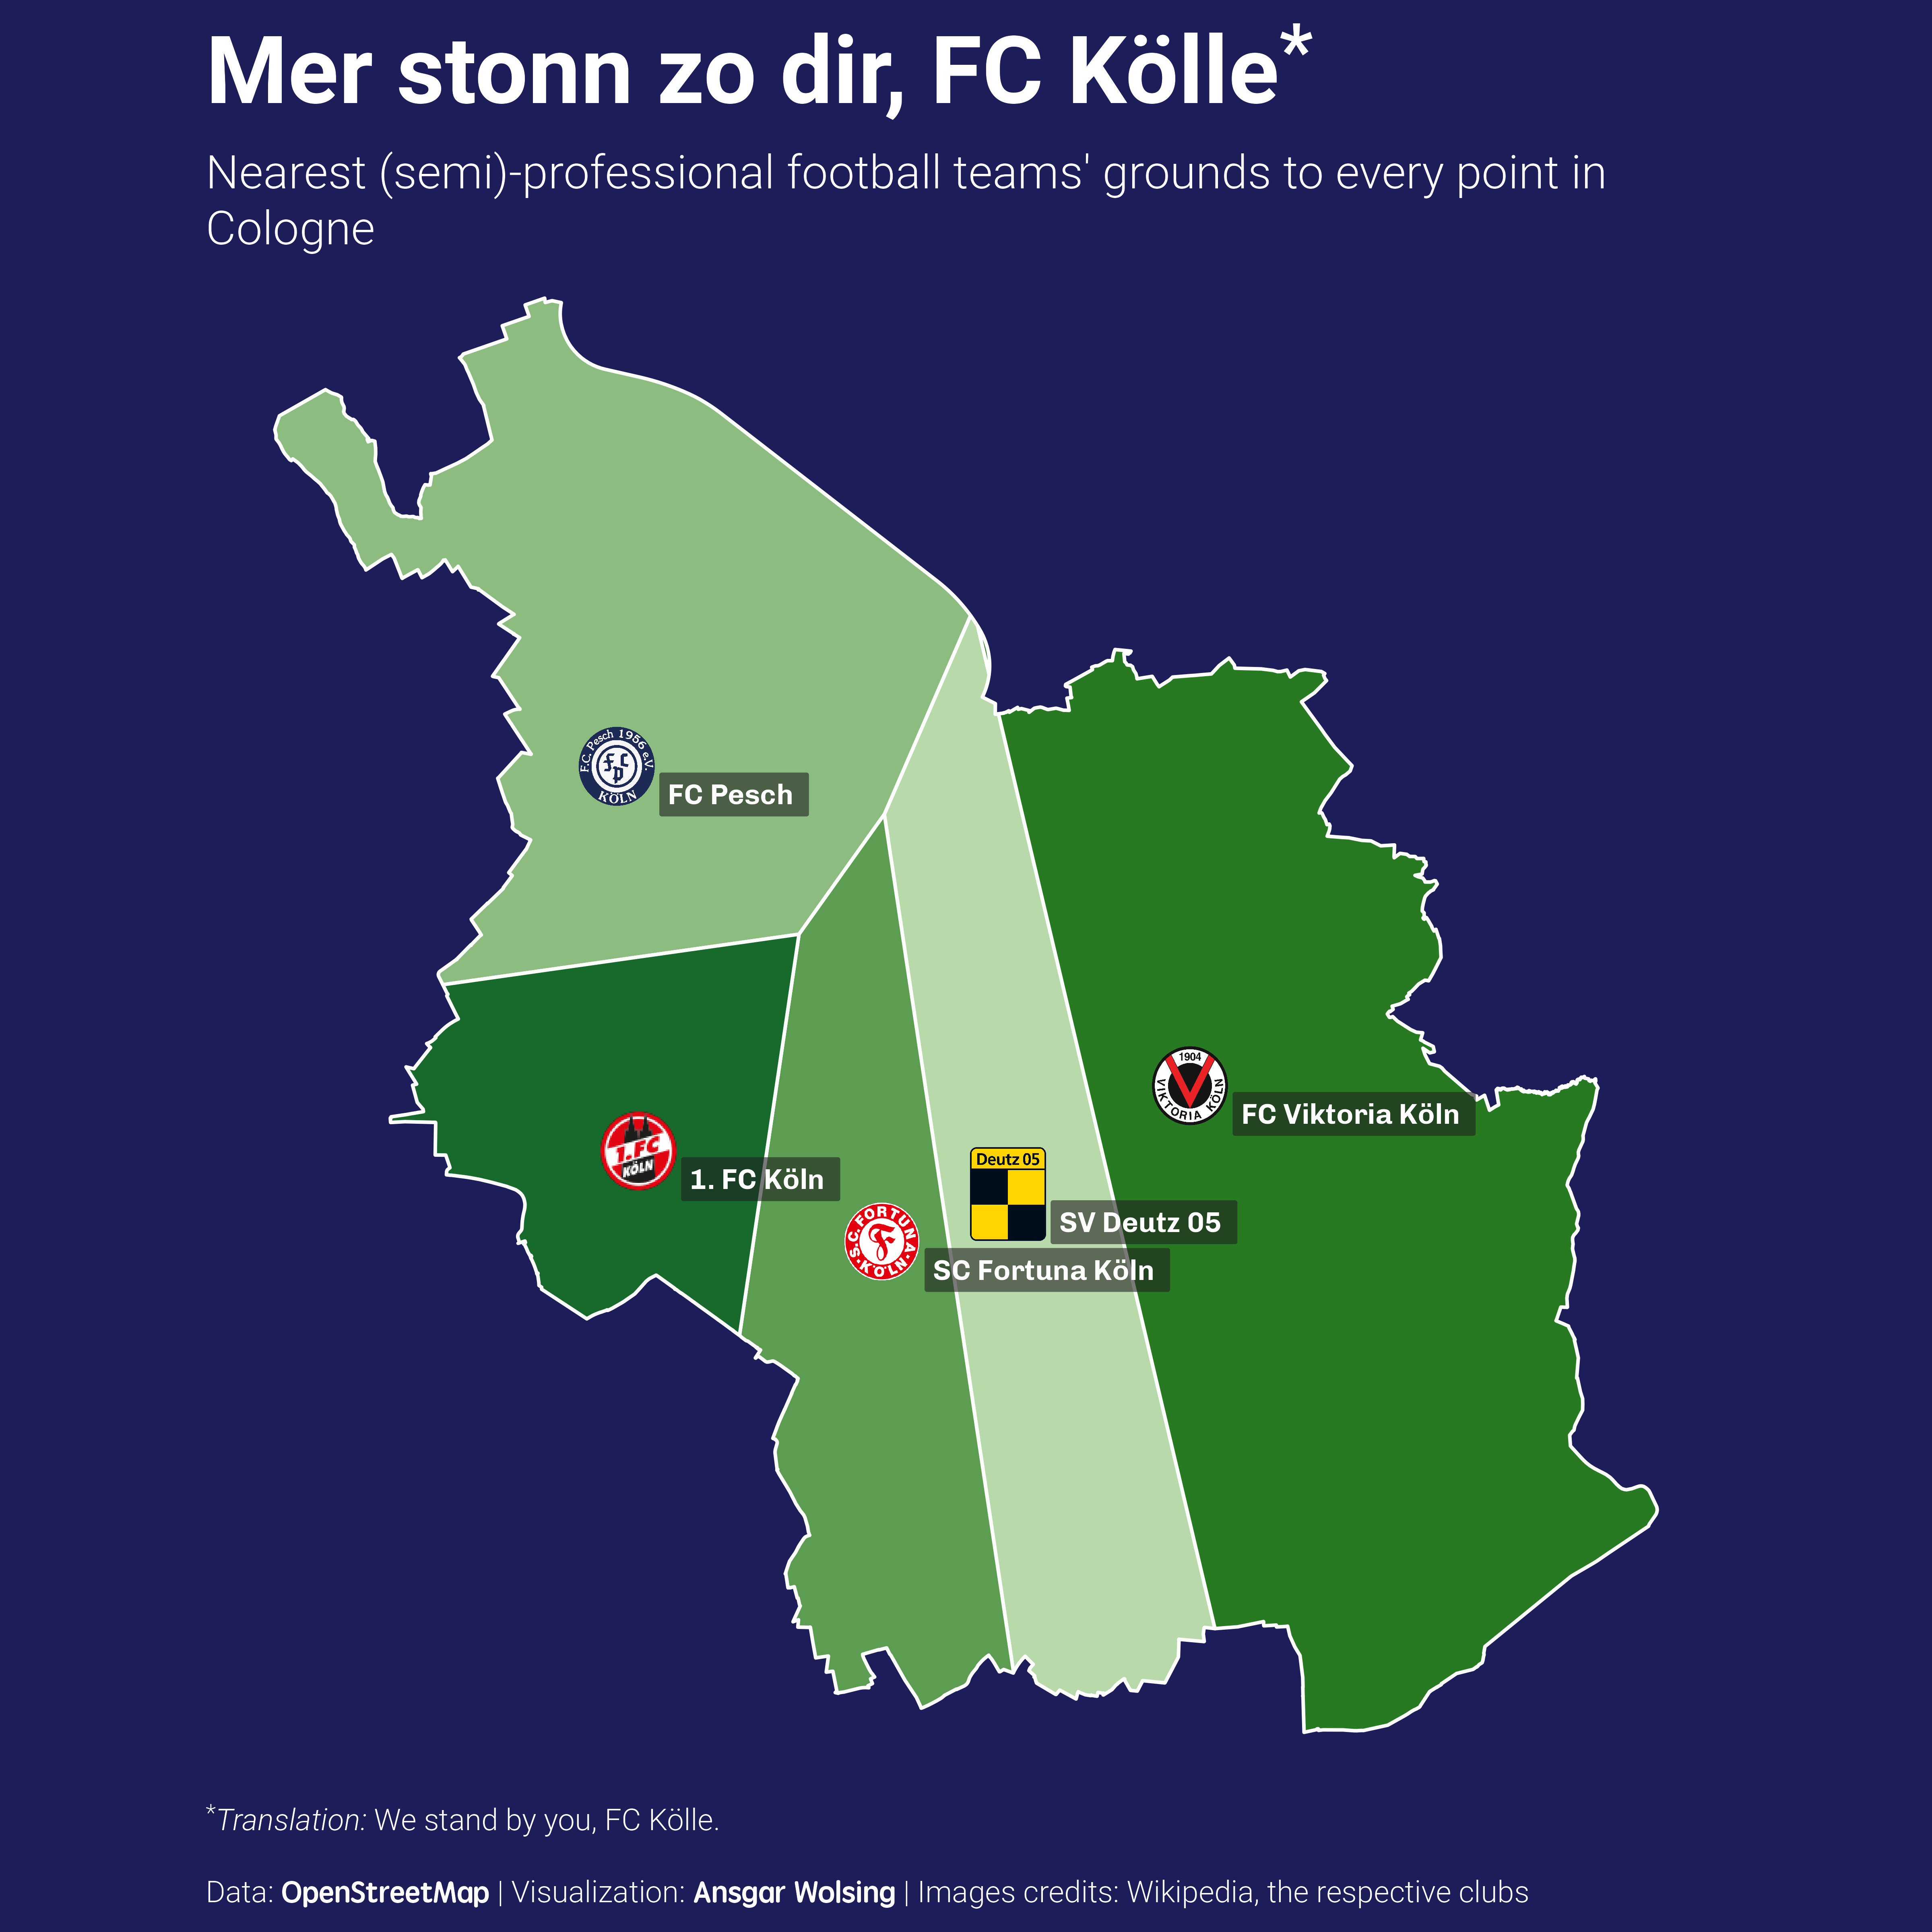 Mer stonn zo dir, FC Kölle*
Nearest (semi)-professional football teams' grounds to every point in
Cologne
F.C. Pesch 1956 e.V.
fcp
KÖLN
FC Pesch
1904
VIKTORIA KÖLN
FC Viktoria Köln
1. FC
KÖLN
1. FC Köln
Deutz 05
SV Deutz 05
S.C. FORTUNA
F
KÖLN
SC Fortuna Köln
*Translation: We stand by you, FC Kölle.
Data: OpenStreetMap | Visualization: Ansgar Wolsing | Images credits: Wikipedia, the respective clubs